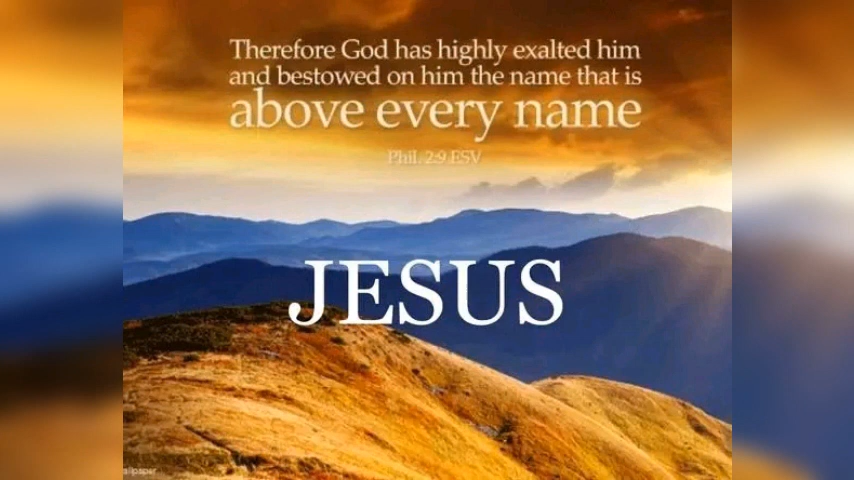 Therefore God has highly exalted him
and bestowed on him the name that is
above every name
Phil. 2:9 ESV
JESUS
allpaper